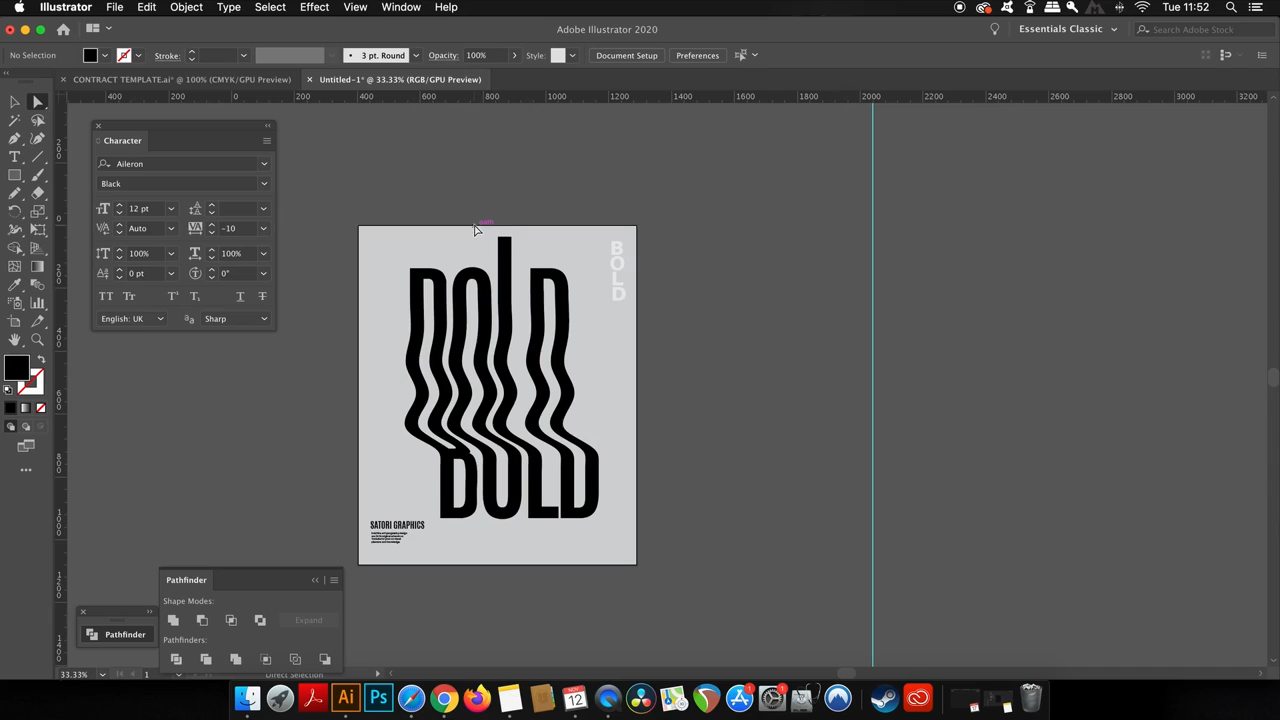 Illustrator File Edit Object Type Select Effect View Window Help Tue 11:52
Adobe Illustrator 2020 Essentials Classic Search Adobe Stock
No Selection Stroke: 3 pt. Round Opacity: 100% Style: Document Setup Preferences
CONTRACT TEMPLATE.ai* @ 100% (CMYK/GPU Preview) Untitled-1* @ 33.33% (RGB/GPU Preview)
400 200 0 400 600 800 1000 1200 1400 1600 1800 2000 2200 2400 2600 2800 3000 3200
Character
Aileron
Black
12 pt
Auto -10
100% 100%
0 pt 0°
TT Tr T¹ T₁ T T
English: UK aa Sharp
BOLD
BOLD
BOLD
SATORI GRAPHICS
Pathfinder
Shape Modes:
Expand
Pathfinders:
Pathfinder
33.33% 1 Direct Selection